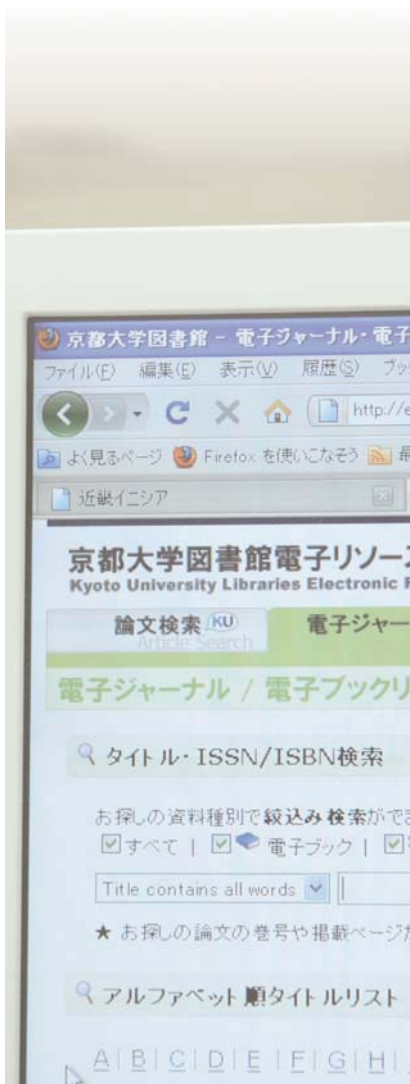 京都大学図書館 - 電子ジャーナル・電子
ファイル(F) 編集(E) 表示(V) 履歴(S) ブッ
http://e
よく見るページ Firefox を使いこなそう 最
近畿イニシア
京都大学図書館電子リソース
Kyoto University Libraries Electronic R
論文検索 KU 電子ジャー
Article Search
電子ジャーナル / 電子ブックリ
タイトル・ISSN/ISBN検索
お探しの資料種別で絞込み検索ができ
すべて | 電子ブック |
Title contains all words
★ お探しの論文の巻号や掲載ページが
アルファベット順タイトルリスト
A | B | C | D | E | F | G | H |